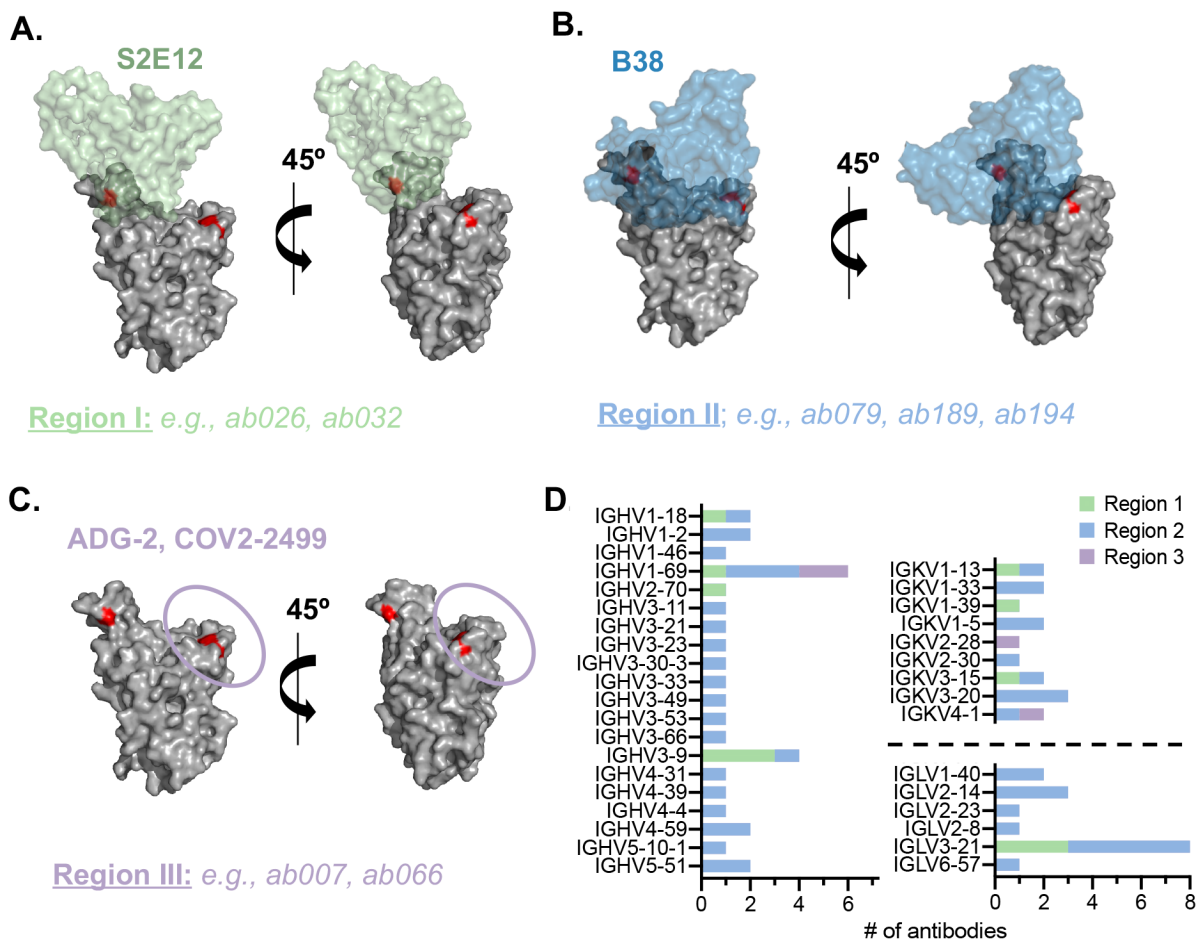 A.
S2E12
45º
Region I: e.g., ab026, ab032
B.
B38
45º
Region II; e.g., ab079, ab189, ab194
C.
ADG-2, COV2-2499
45º
Region III: e.g., ab007, ab066
D.
Region 1
Region 2
Region 3
IGHV1-18
IGHV1-2
IGHV1-46
IGHV1-69
IGHV2-70
IGHV3-11
IGHV3-21
IGHV3-23
IGHV3-30-3
IGHV3-33
IGHV3-49
IGHV3-53
IGHV3-66
IGHV3-9
IGHV4-31
IGHV4-39
IGHV4-4
IGHV4-59
IGHV5-10-1
IGHV5-51
0 2 4 6
IGKV1-13
IGKV1-33
IGKV1-39
IGKV1-5
IGKV2-28
IGKV2-30
IGKV3-15
IGKV3-20
IGKV4-1
IGLV1-40
IGLV2-14
IGLV2-23
IGLV2-8
IGLV3-21
IGLV6-57
0 2 4 6 8
# of antibodies